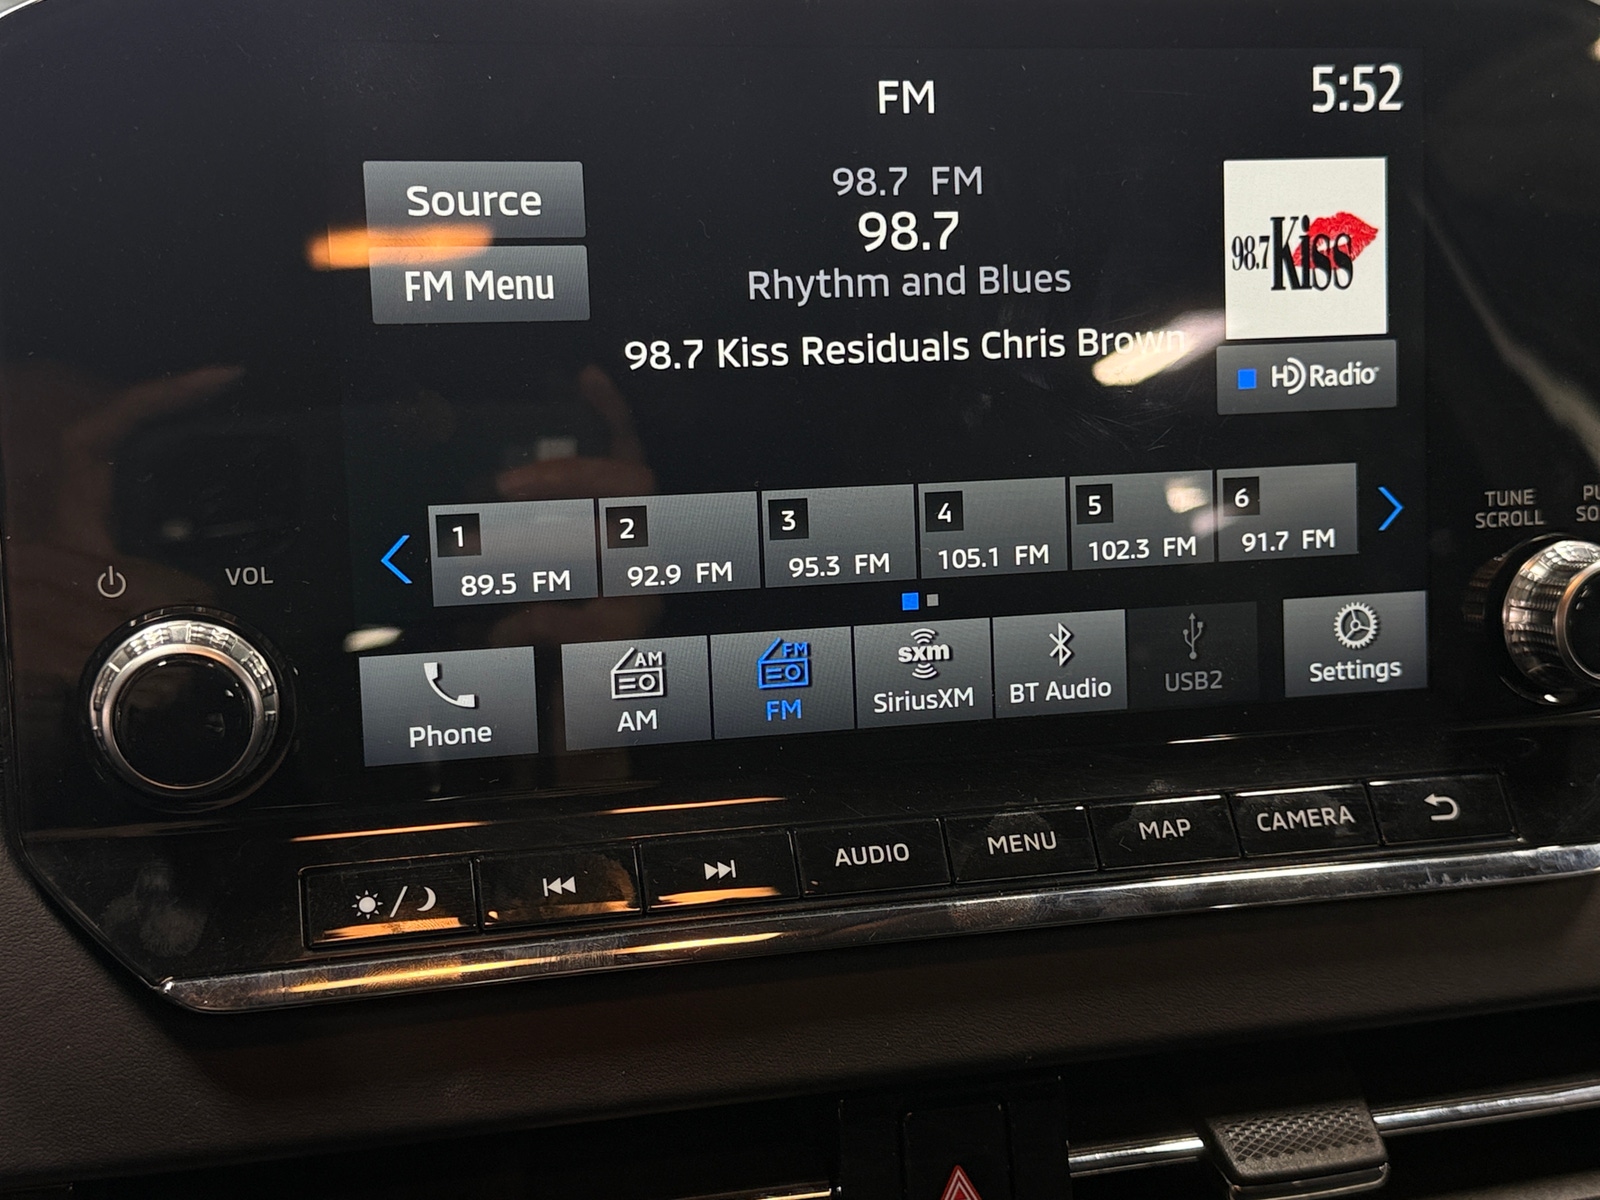 FM
5:52
Source
FM Menu
98.7 FM
98.7
Rhythm and Blues
98.7 Kiss Residuals Chris Brown
98.7 Kiss
HD Radio
1
89.5 FM
2
92.9 FM
3
95.3 FM
4
105.1 FM
5
102.3 FM
6
91.7 FM
VOL
TUNE
SCROLL
Phone
AM
AM
FM
FM
sxm
SiriusXM
BT Audio
USB2
Settings
AUDIO
MENU
MAP
CAMERA